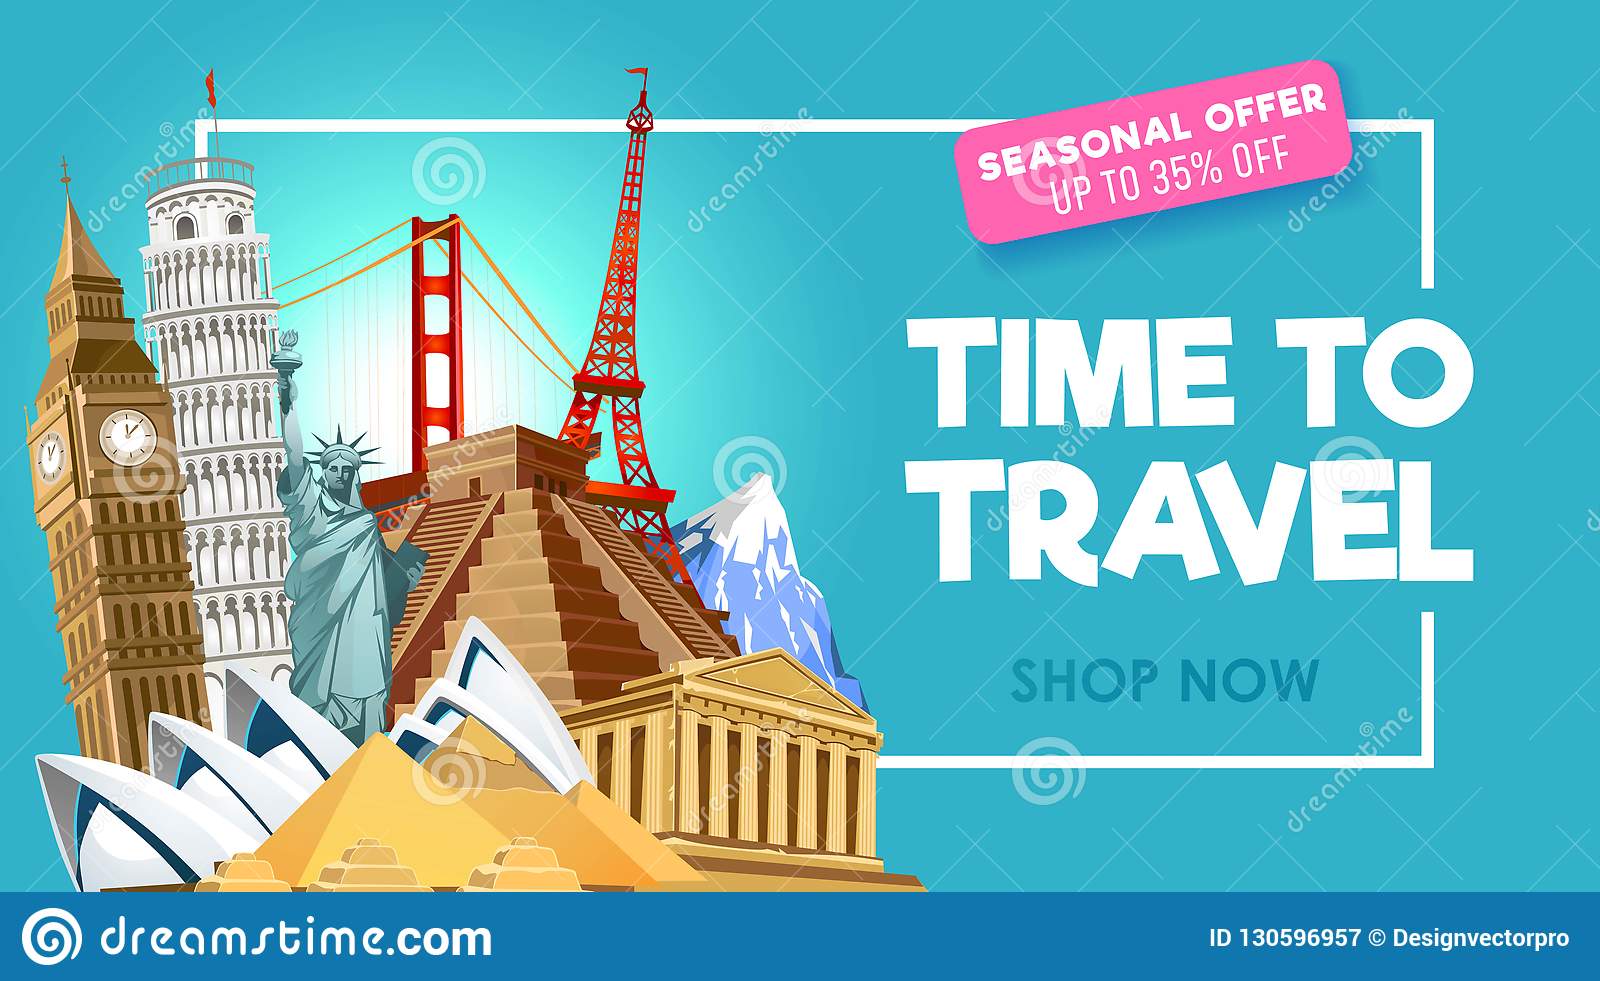 SEASONAL OFFER
UP TO 35% OFF
TIME TO
TRAVEL
SHOP NOW
dreamstime.com
ID 130596957 © Designvectorpro